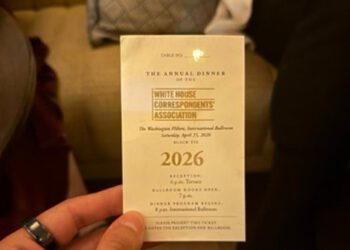 TABLE NO.
THE ANNUAL DINNER
OF THE
WHITE HOUSE
CORRESPONDENTS'
ASSOCIATION
The Washington Hilton, International Ballroom
Saturday, April 25, 2026
BLACK TIE
2026
RECEPTION:
6 p.m. Terrace
BALLROOM DOORS OPEN:
7 p.m.
DINNER PROGRAM BEGINS:
8 p.m. International Ballroom
PLEASE PRESENT THIS TICKET
TO ENTER THE RECEPTION AND BALLROOM.